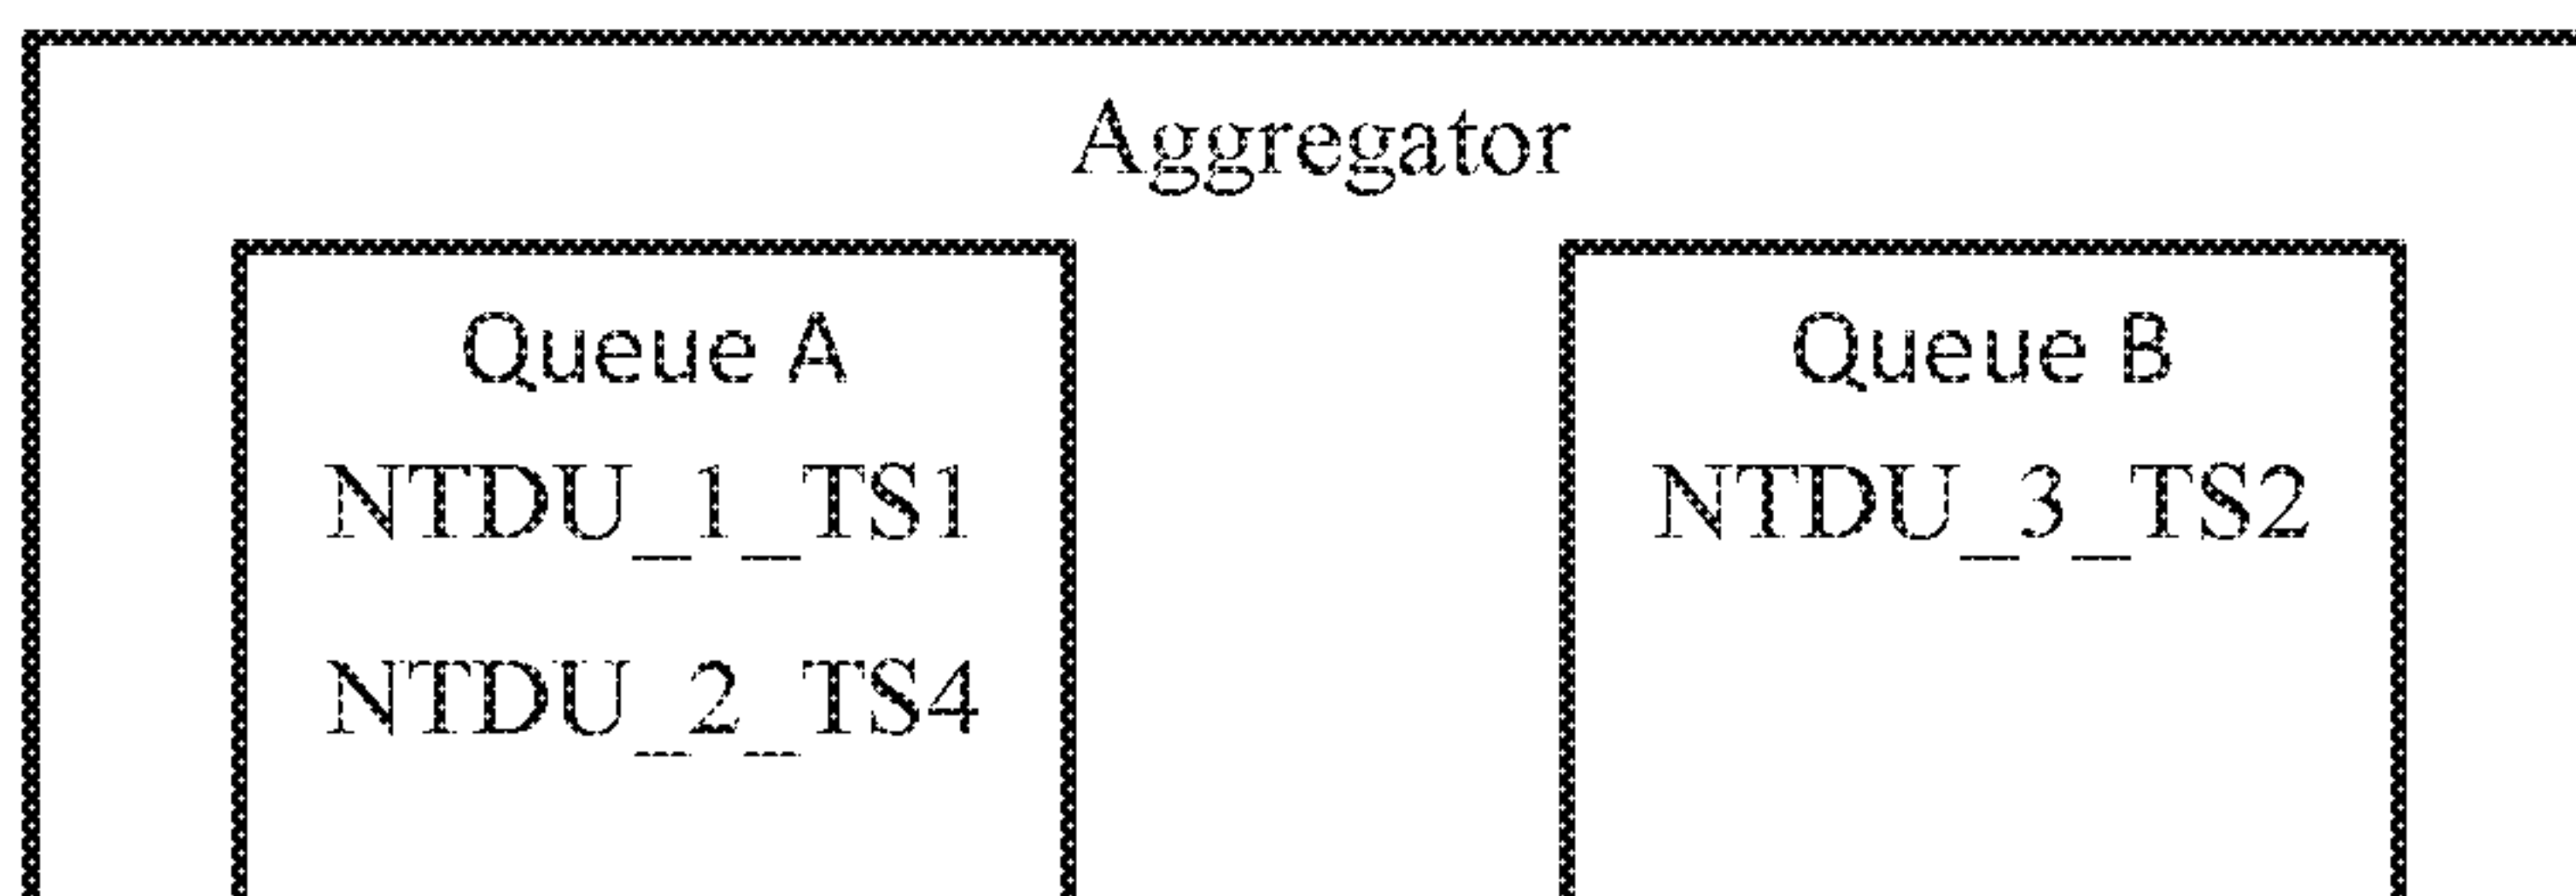 Aggregator
Queue A
NTDU_1_TS1
NTDU_2_TS4
Queue B
NTDU_3_TS2